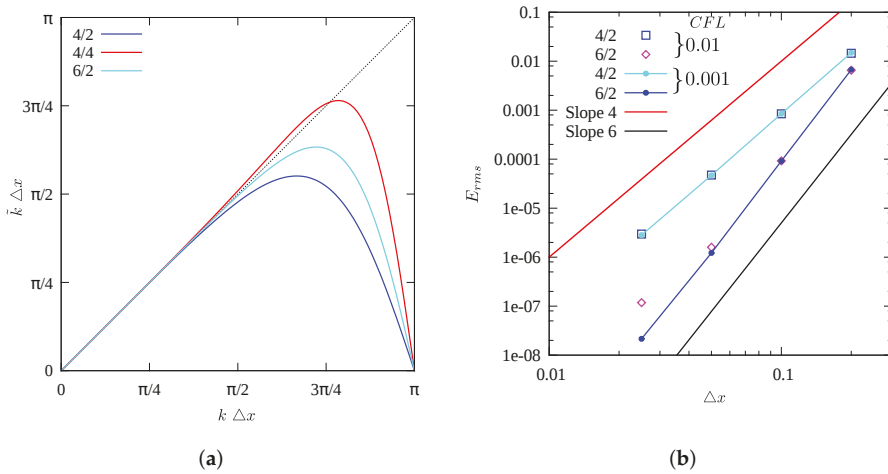 π
3π/4
π/2
π/4
0
k̄ △x
4/2
4/4
6/2
0
π/4
π/2
3π/4
π
k △x
(a)
0.1
0.01
0.001
0.0001
1e-05
1e-06
1e-07
1e-08
E_{rms}
CFL
4/2
6/2
}0.01
4/2
6/2
}0.001
Slope 4
Slope 6
0.01
0.1
△x
(b)